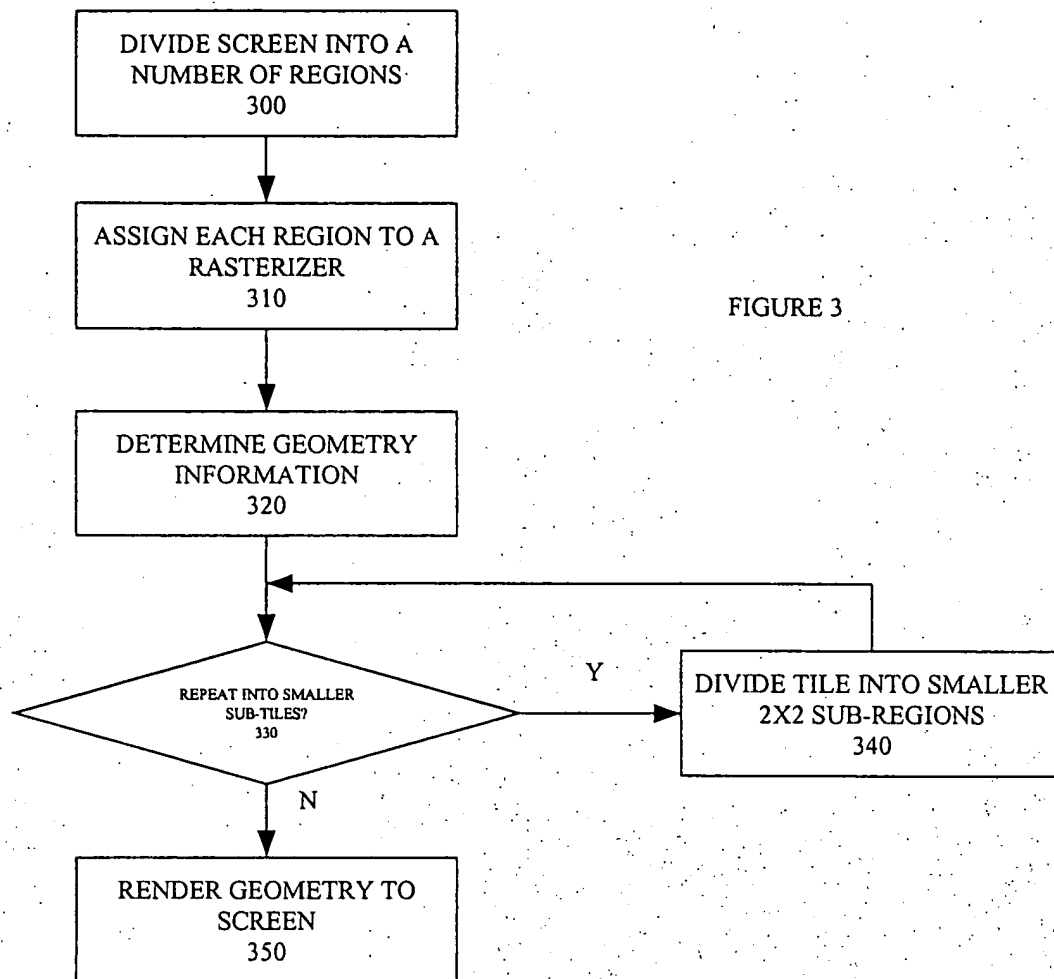 DIVIDE SCREEN INTO A
NUMBER OF REGIONS
300
ASSIGN EACH REGION TO A
RASTERIZER
310
FIGURE 3
DETERMINE GEOMETRY
INFORMATION
320
REPEAT INTO SMALLER
SUB-TILES?
330
Y
DIVIDE TILE INTO SMALLER
2X2 SUB-REGIONS
340
N
RENDER GEOMETRY TO
SCREEN
350